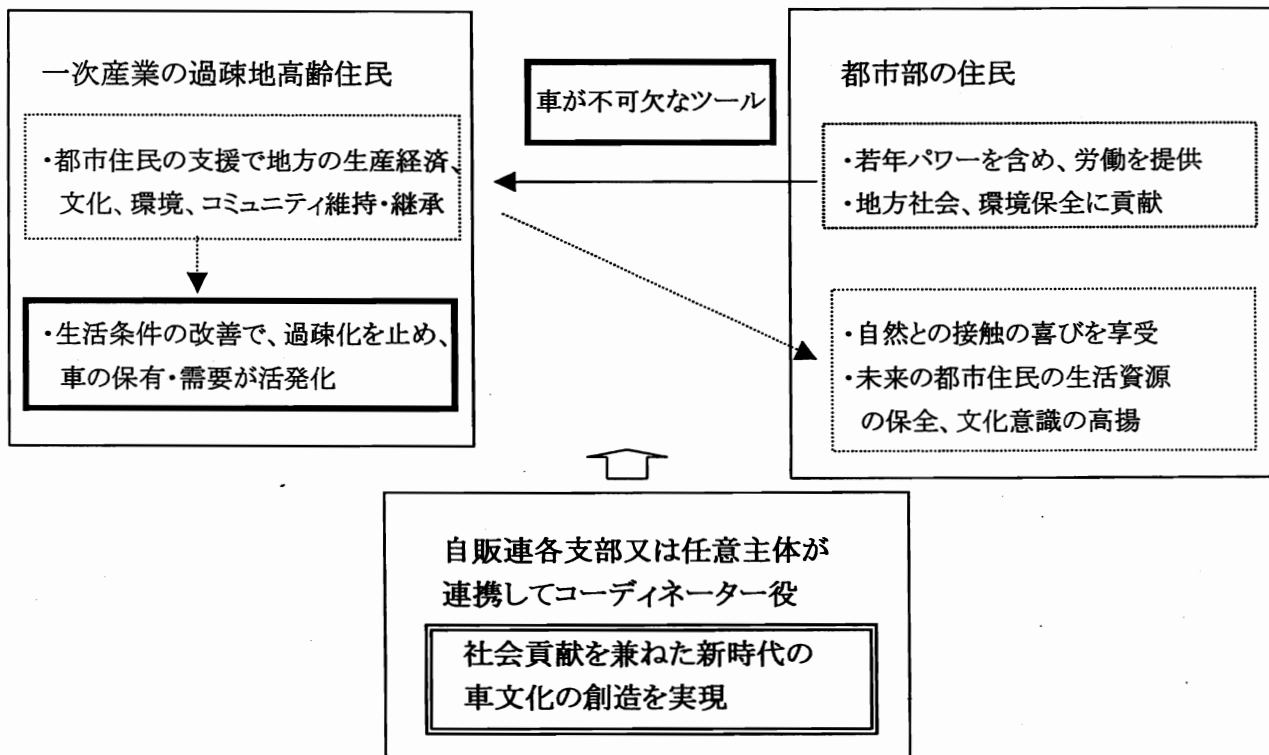 一次産業の過疎地高齢住民
・都市住民の支援で地方の生産経済、
文化、環境、コミュニティ維持・継承
・生活条件の改善で、過疎化を止め、
車の保有・需要が活発化
車が不可欠なツール
都市部の住民
・若年パワーを含め、労働を提供
・地方社会、環境保全に貢献
・自然との接触の喜びを享受
・未来の都市住民の生活資源
の保全、文化意識の高揚
自販連各支部又は任意主体が
連携してコーディネーター役
社会貢献を兼ねた新時代の
車文化の創造を実現